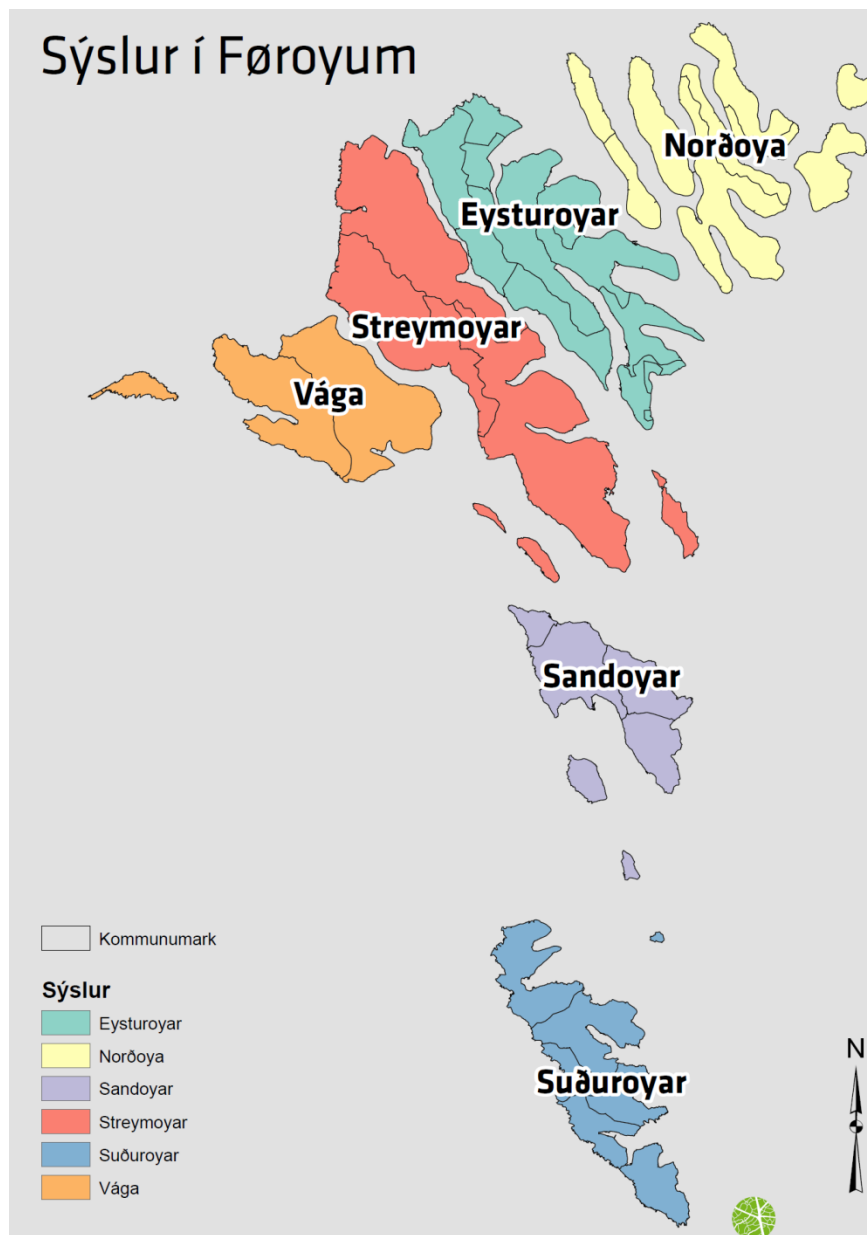 Sýslur í Føroyum
Norðoya
Eysturoyar
Streymoyar
Vága
Sandoyar
Suðuroyar
Kommunumark
Sýslur
Eysturoyar
Norðoya
Sandoyar
Streymoyar
Suðuroyar
Vága
N